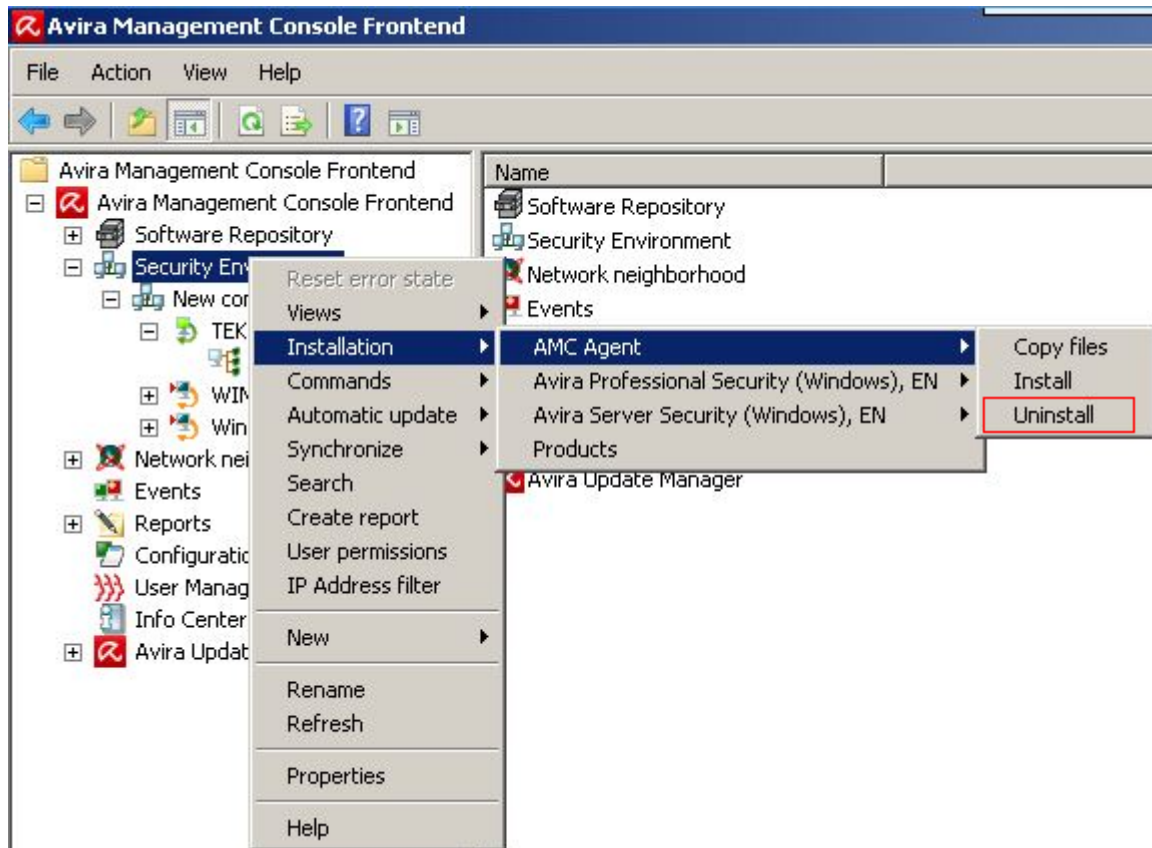 Avira Management Console Frontend
File Action View Help
Avira Management Console Frontend
Avira Management Console Frontend
Software Repository
Security Env
New con
TEK
WIN
Win
Network nei
Events
Reports
Configuratio
User Manag
Info Center
Avira Updat
Name
Software Repository
Security Environment
Network neighborhood
Events
Avira Update Manager
Reset error state
Views
Installation
Commands
Automatic update
Synchronize
Search
Create report
User permissions
IP Address filter
New
Rename
Refresh
Properties
Help
AMC Agent
Avira Professional Security (Windows), EN
Avira Server Security (Windows), EN
Products
Copy files
Install
Uninstall